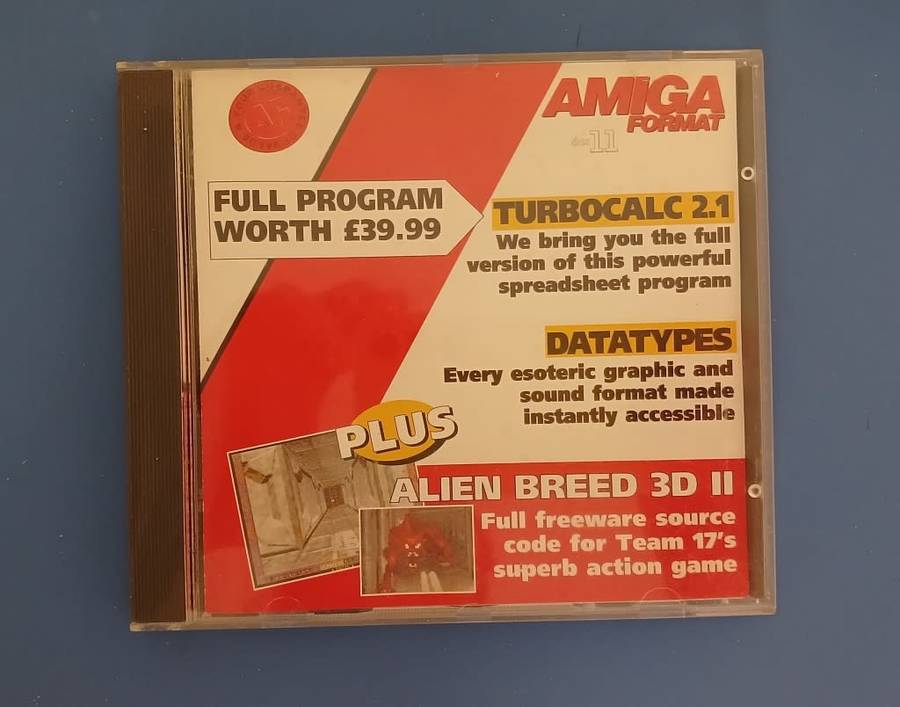 AF
AMIGA
FORMAT
11
FULL PROGRAM
WORTH £39.99
TURBOCALC 2.1
We bring you the full
version of this powerful
spreadsheet program
DATATYPES
Every esoteric graphic and
sound format made
instantly accessible
PLUS
ALIEN BREED 3D II
Full freeware source
code for Team 17's
superb action game